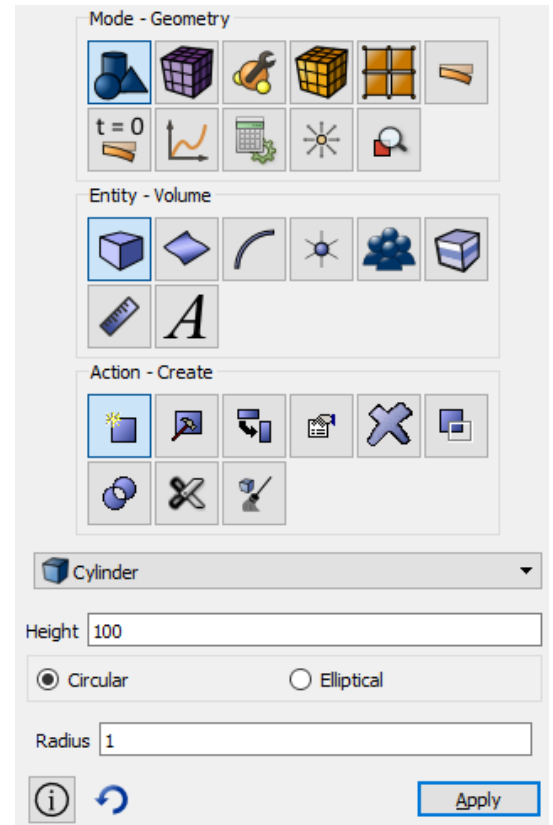 Mode - Geometry
t = 0
Entity - Volume
A
Action - Create
Cylinder
Height 100
Circular Elliptical
Radius 1
Apply